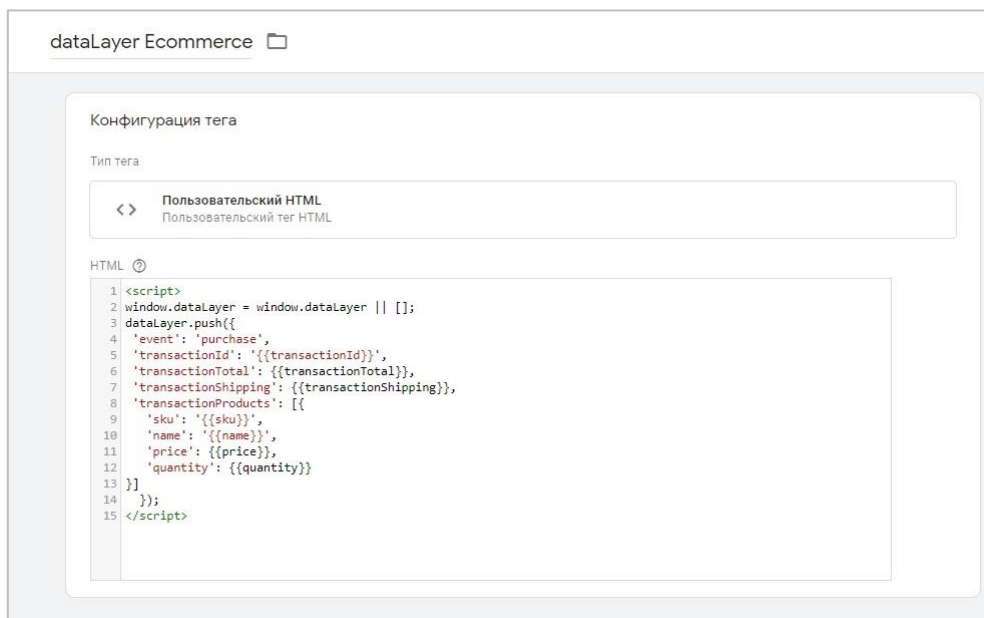 dataLayer Ecommerce
Конфигурация тега
Тип тега
Пользовательский HTML
Пользовательский тег HTML
HTML
1 <script>
2 window.dataLayer = window.dataLayer || [];
3 dataLayer.push({
4 'event': 'purchase',
5 'transactionId': '{{transactionId}}',
6 'transactionTotal': {{transactionTotal}},
7 'transactionShipping': {{transactionShipping}},
8 'transactionProducts': [{
9 'sku': '{{sku}}',
10 'name': '{{name}}',
11 'price': {{price}},
12 'quantity': {{quantity}}
13 }]
14 });
15 </script>